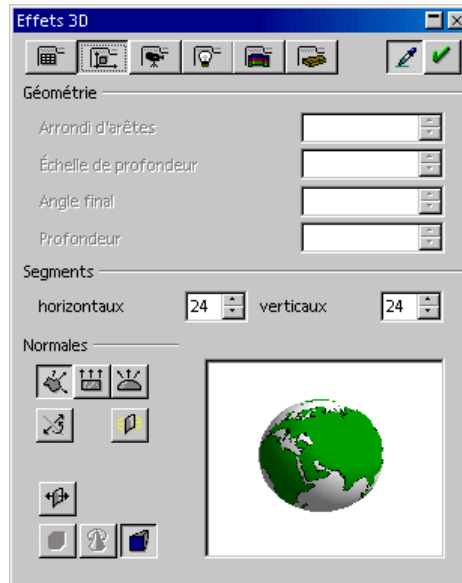 Effets 3D
Géométrie
Arrondi d'arêtes
Échelle de profondeur
Angle final
Profondeur
Segments
horizontaux 24 verticaux 24
Normales